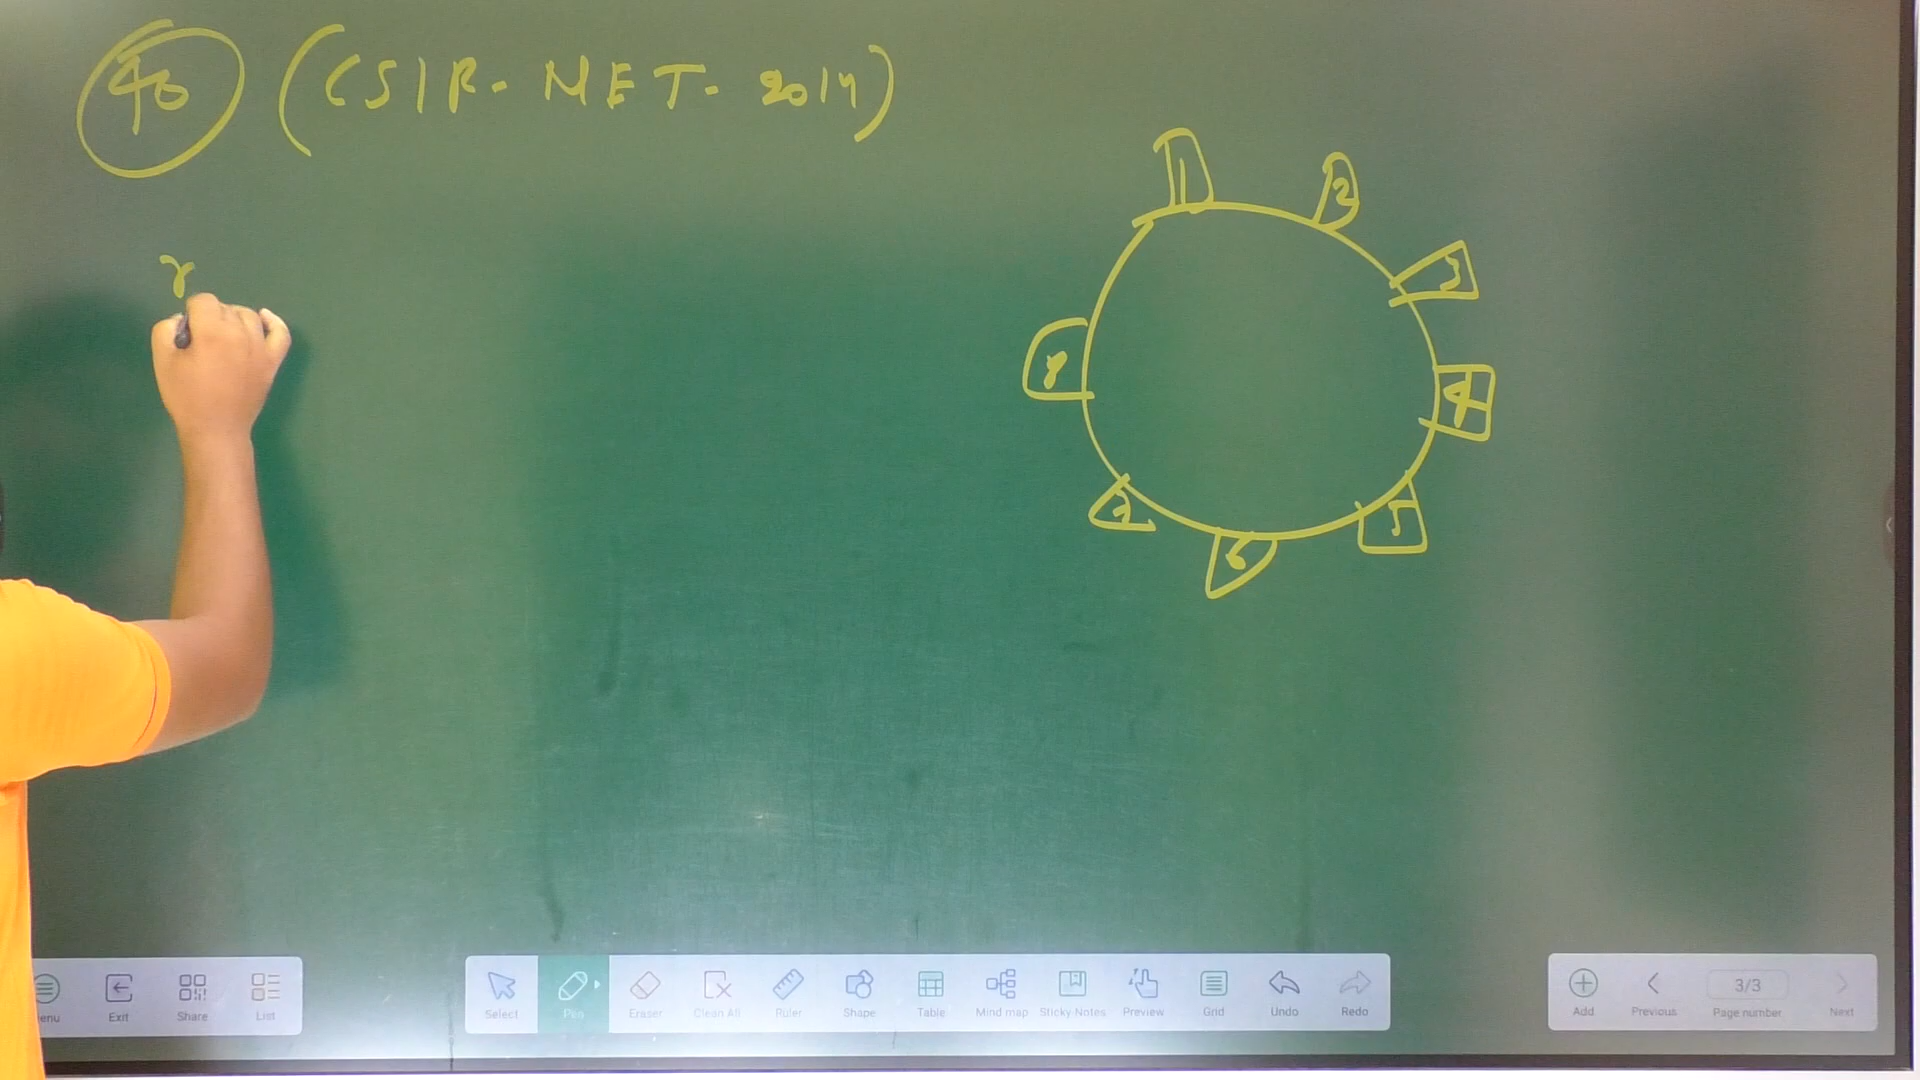 40 (CSIR-NET-2014)
1
2
3
8
4
7
5
6
r
enu Exit Share List
Select Pen Eraser Clean All Ruler Shape Table Mind map Sticky Notes Preview Grid Undo Redo
Add Previous 3/3 Page number Next